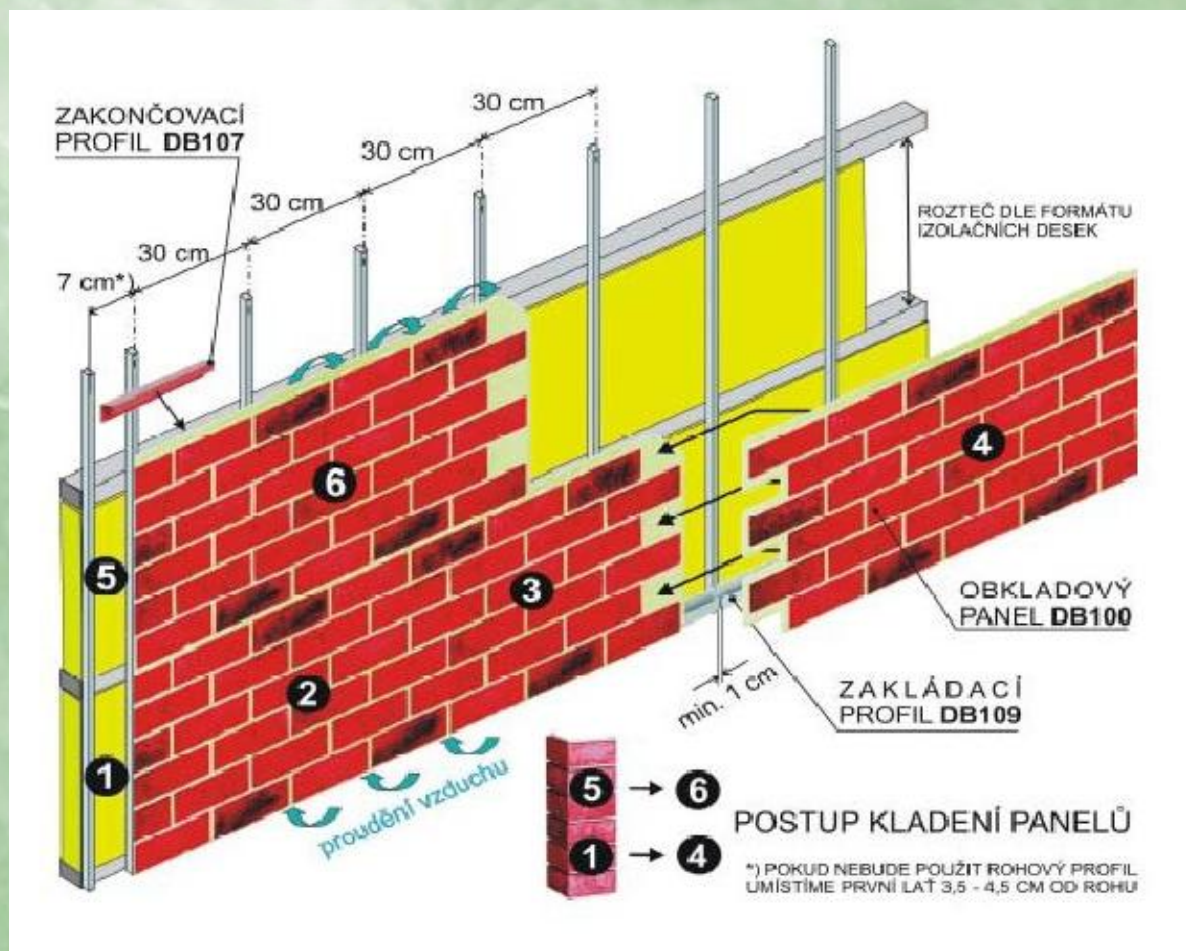 ZAKONČOVACÍ
PROFIL DB107
30 cm
30 cm
30 cm
30 cm
7 cm*)
ROZTEČ DLE FORMÁTU
IZOLAČNÍCH DESEK
6
4
5
3
2
1
OBKLADOVÝ
PANEL DB100
ZAKLÁDACÍ
PROFIL DB109
min. 1 cm
proudění vzduchu
5 → 6
1 → 4
POSTUP KLADENÍ PANELŮ
*) POKUD NEBUDE POUŽIT ROHOVÝ PROFIL
UMÍSTÍME PRVNÍ LAŤ 3,5 - 4,5 CM OD ROHU